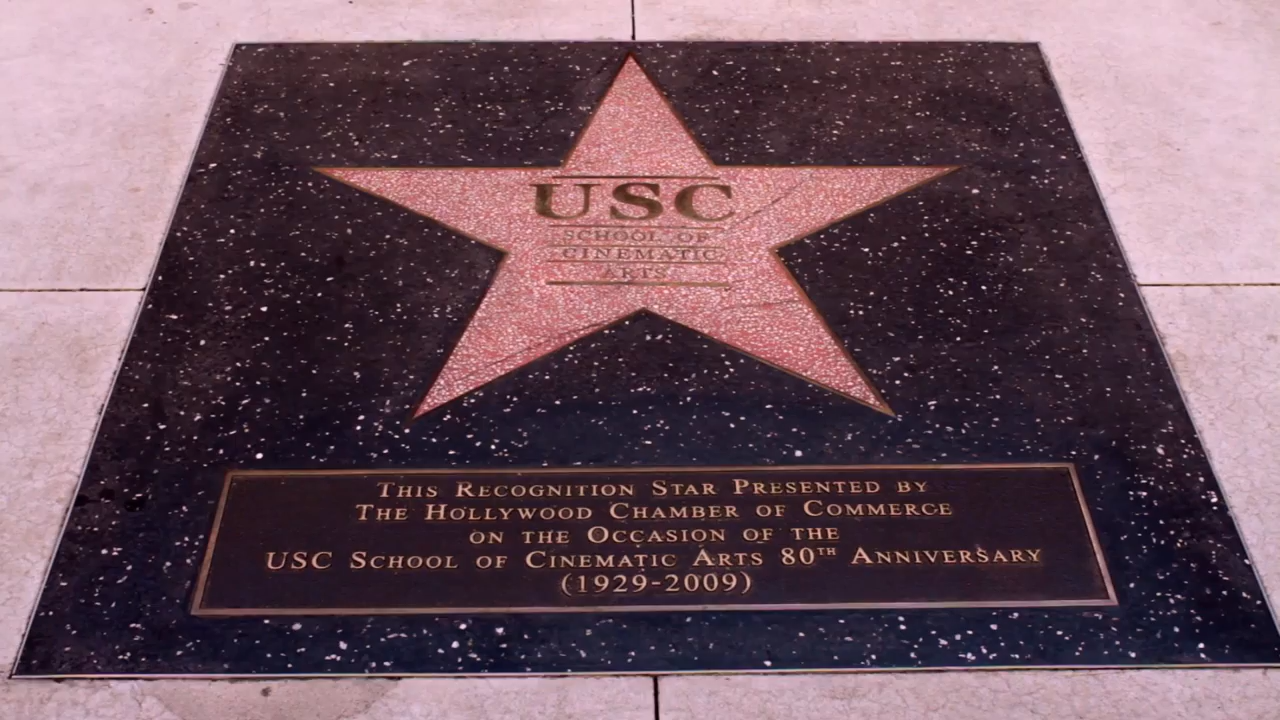 USC
SCHOOL OF
CINEMATIC
ARTS
THIS RECOGNITION STAR PRESENTED BY
THE HOLLYWOOD CHAMBER OF COMMERCE
ON THE OCCASION OF THE
USC SCHOOL OF CINEMATIC ARTS 80TH ANNIVERSARY
(1929-2009)